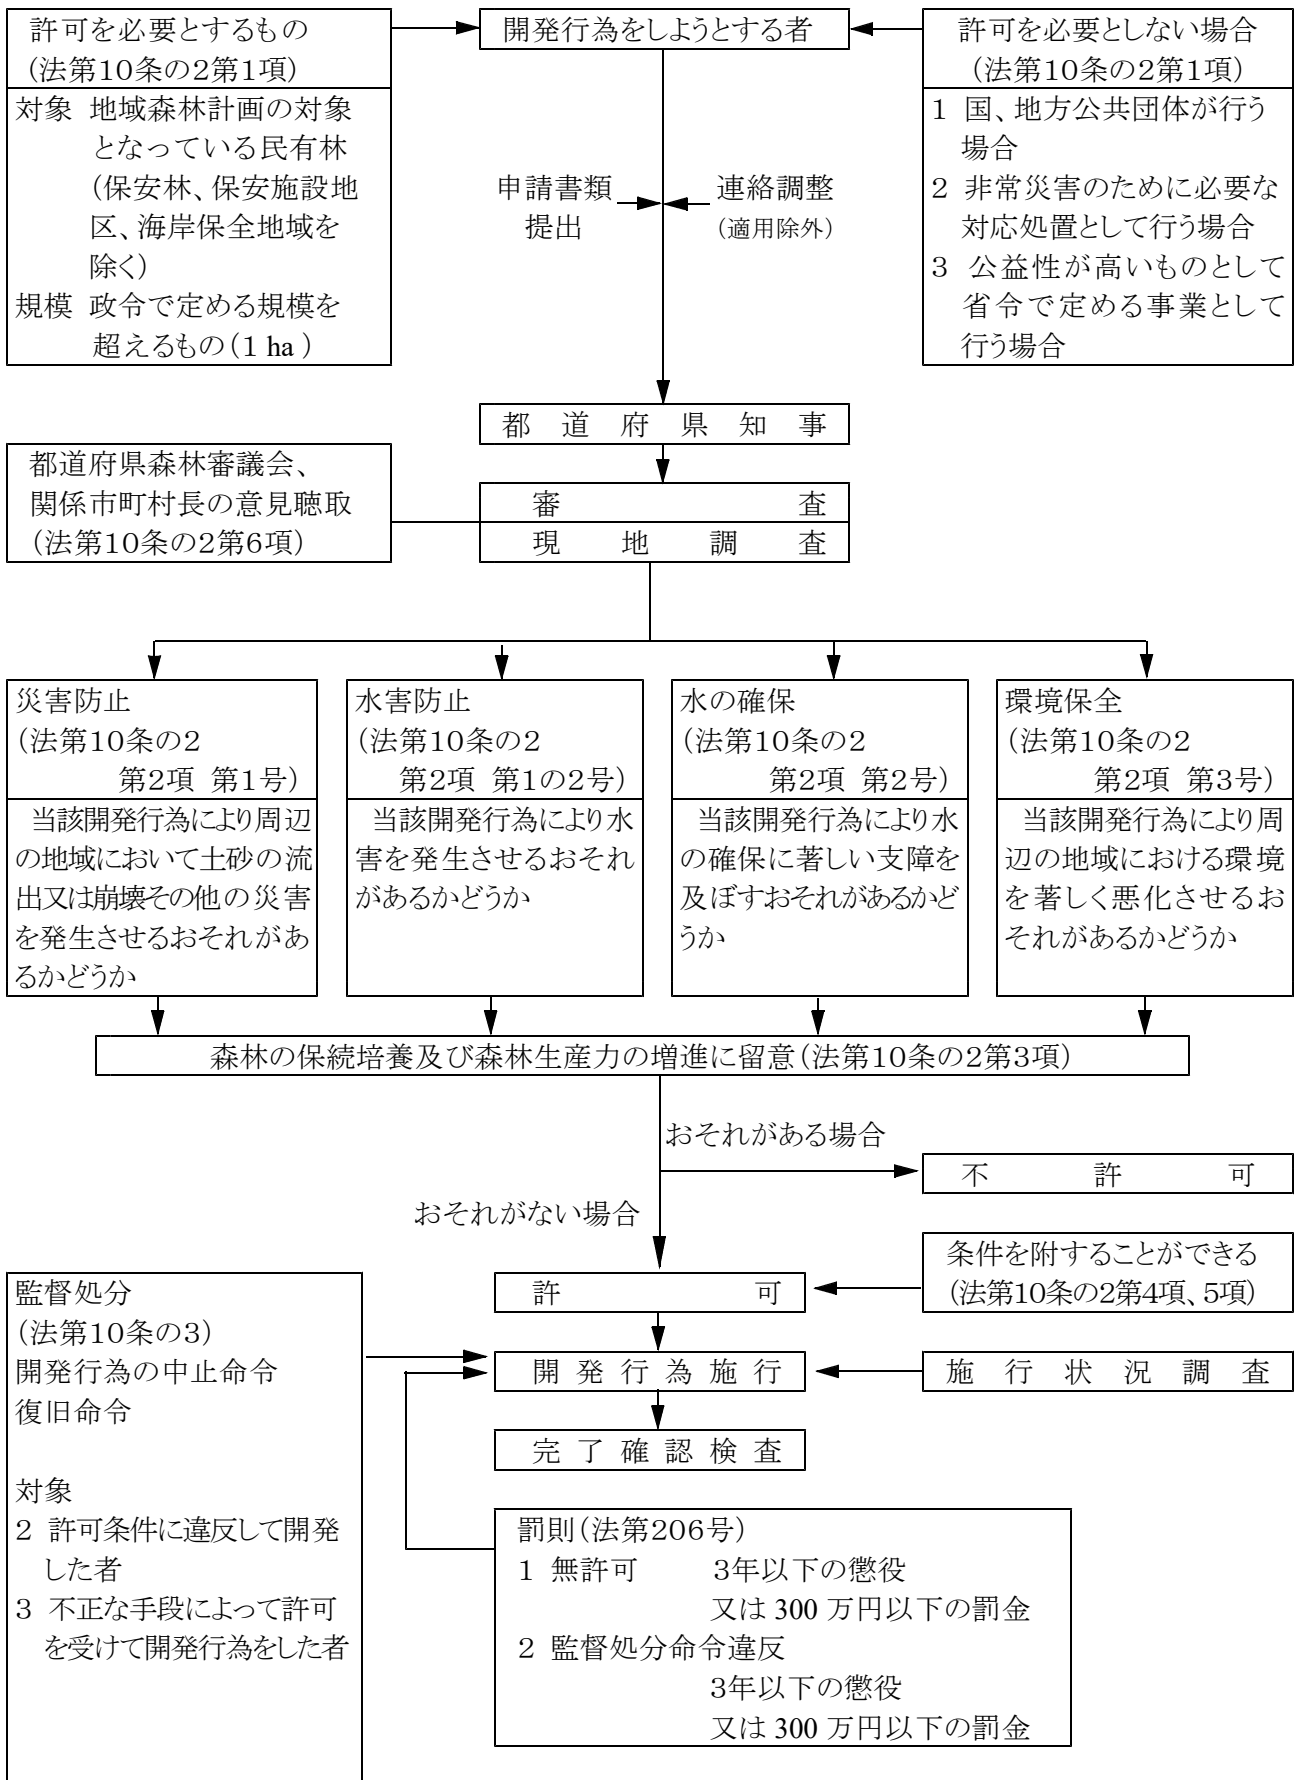 許可を必要とするもの
(法第10条の2第1項)
対象 地域森林計画の対象
となっている民有林
(保安林、保安施設地
区、海岸保全地域を
除く)
規模 政令で定める規模を
超えるもの(1 ha )
開発行為をしようとする者
許可を必要としない場合
(法第10条の2第1項)
1 国、地方公共団体が行う
場合
2 非常災害のために必要な
対応処置として行う場合
3 公益性が高いものとして
省令で定める事業として
行う場合
申請書類
提出
連絡調整
(適用除外)
都道府県知事
都道府県森林審議会、
関係市町村長の意見聴取
(法第10条の2第6項)
審査
現地調査
災害防止
(法第10条の2
第2項 第1号)
当該開発行為により周辺
の地域において土砂の流
出又は崩壊その他の災害
を発生させるおそれがあ
るかどうか
水害防止
(法第10条の2
第2項 第1の2号)
当該開発行為により水
害を発生させるおそれ
があるかどうか
水の確保
(法第10条の2
第2項 第2号)
当該開発行為により水
の確保に著しい支障を
及ぼすおそれがあるかど
うか
環境保全
(法第10条の2
第2項 第3号)
当該開発行為により周
辺の地域における環境
を著しく悪化させるお
それがあるかどうか
森林の保続培養及び森林生産力の増進に留意(法第10条の2第3項)
おそれがある場合
不許可
おそれがない場合
条件を附することができる
(法第10条の2第4項、5項)
許可
監督処分
(法第10条の3)
開発行為の中止命令
復旧命令
対象
2 許可条件に違反して開発
した者
3 不正な手段によって許可
を受けて開発行為をした者
開発行為施行
施行状況調査
完了確認検査
罰則(法第206号)
1 無許可 3年以下の懲役
又は 300 万円以下の罰金
2 監督処分命令違反
3年以下の懲役
又は 300 万円以下の罰金